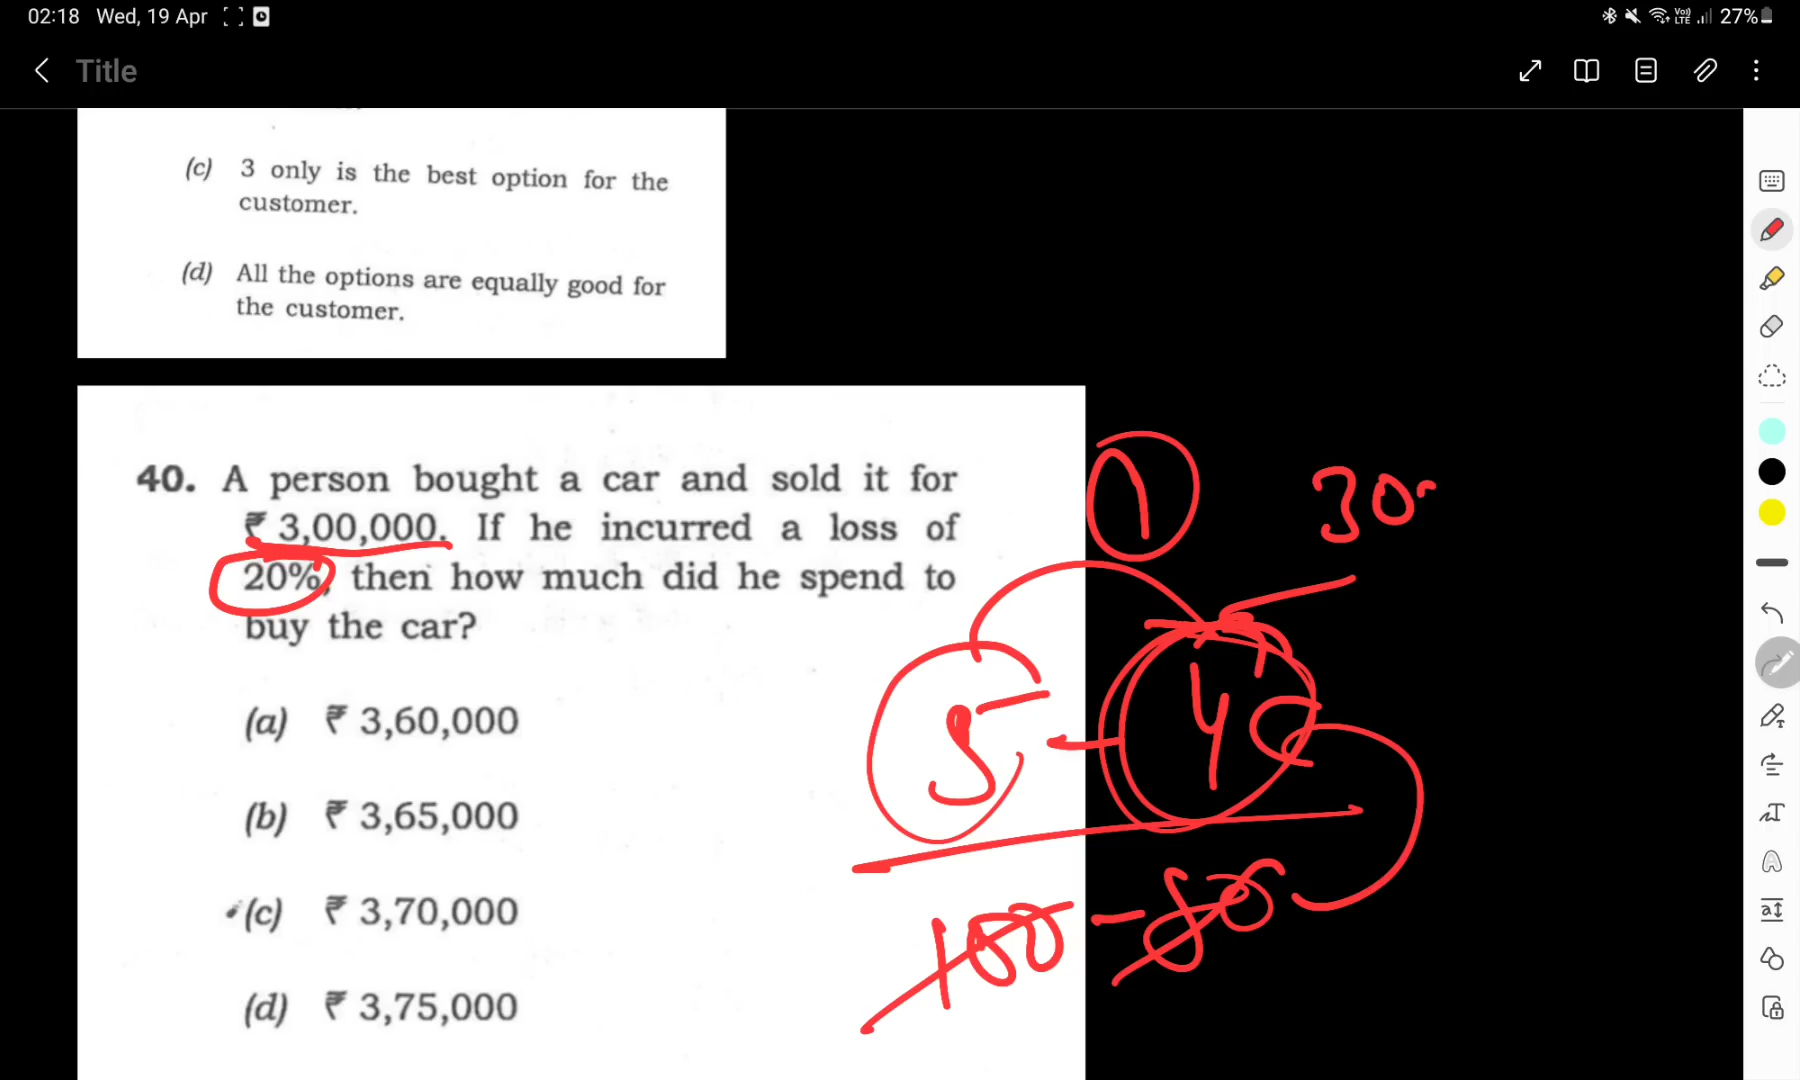 02:18 Wed, 19 Apr
27%
Title
(c) 3 only is the best option for the
customer.
(d) All the options are equally good for
the customer.
40. A person bought a car and sold it for
₹ 3,00,000. If he incurred a loss of
20%, then how much did he spend to
buy the car?
(a) ₹ 3,60,000
(b) ₹ 3,65,000
(c) ₹ 3,70,000
(d) ₹ 3,75,000
1
30
5 - 4
100 - 80